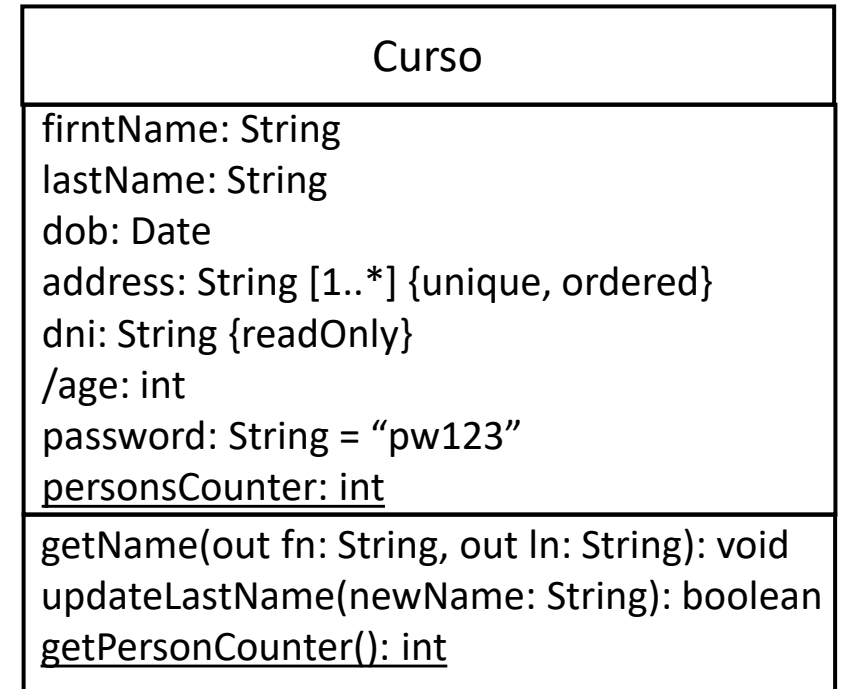 Curso
firntName: String
lastName: String
dob: Date
address: String [1..*] {unique, ordered}
dni: String {readOnly}
/age: int
password: String = “pw123”
personsCounter: int
getName(out fn: String, out ln: String): void
updateLastName(newName: String): boolean
getPersonCounter(): int